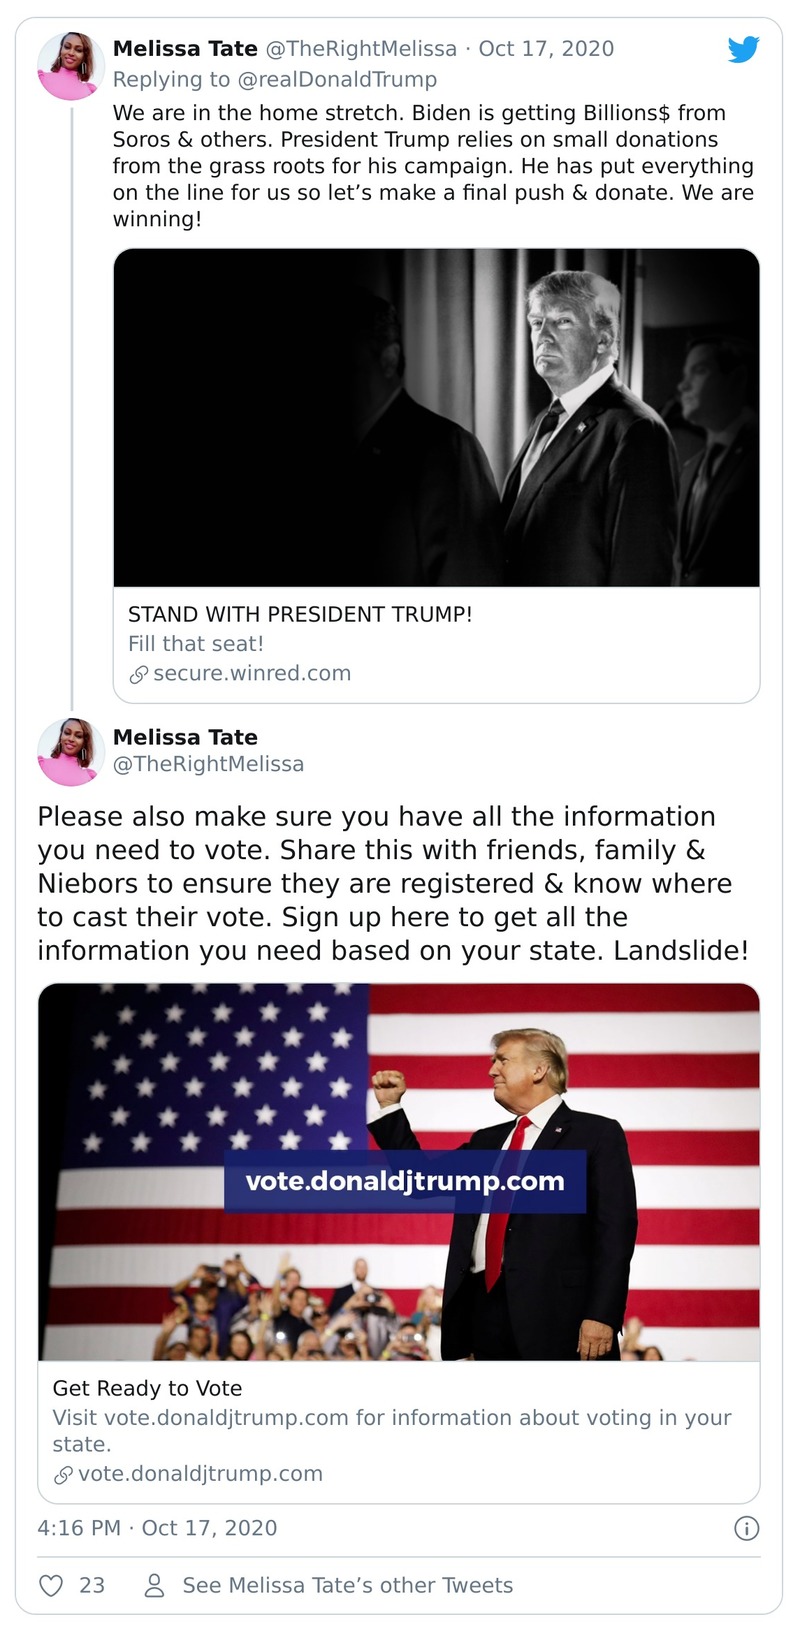 Melissa Tate @TheRightMelissa · Oct 17, 2020
Replying to @realDonaldTrump
We are in the home stretch. Biden is getting Billions$ from
Soros & others. President Trump relies on small donations
from the grass roots for his campaign. He has put everything
on the line for us so let’s make a final push & donate. We are
winning!
STAND WITH PRESIDENT TRUMP!
Fill that seat!
secure.winred.com
Melissa Tate
@TheRightMelissa
Please also make sure you have all the information
you need to vote. Share this with friends, family &
Niebors to ensure they are registered & know where
to cast their vote. Sign up here to get all the
information you need based on your state. Landslide!
vote.donaldjtrump.com
Get Ready to Vote
Visit vote.donaldjtrump.com for information about voting in your
state.
vote.donaldjtrump.com
4:16 PM · Oct 17, 2020
23 See Melissa Tate’s other Tweets